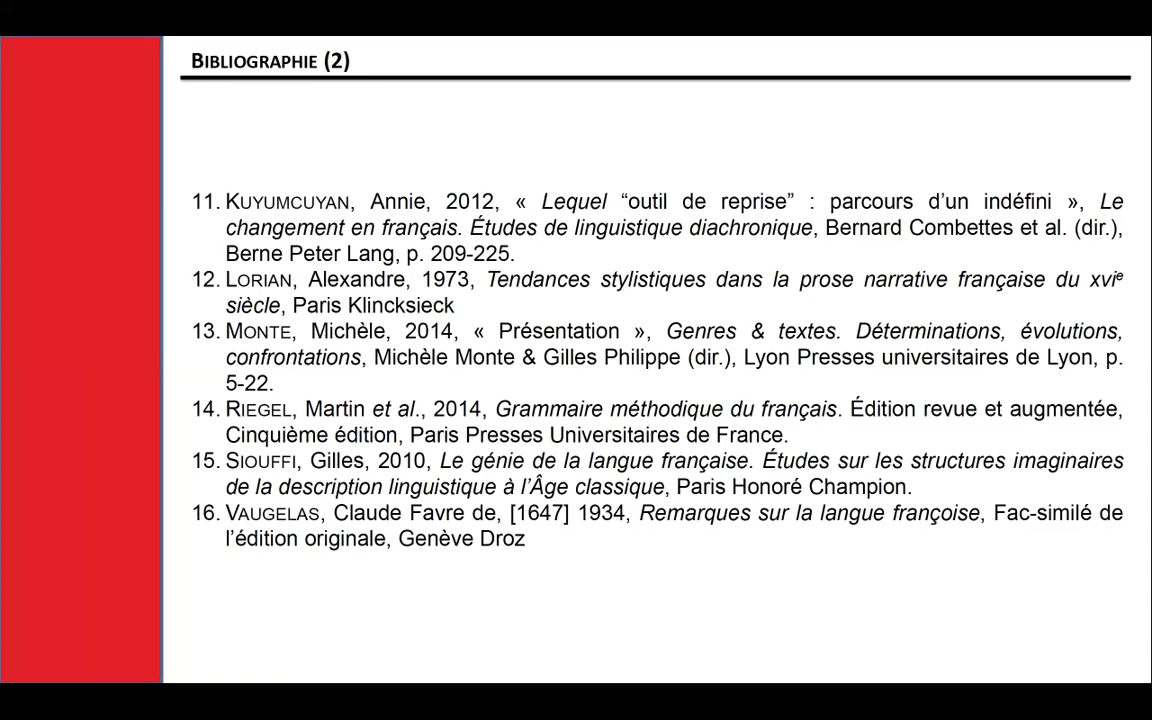 BIBLIOGRAPHIE (2)
11. KUYUMCUYAN, Annie, 2012, « Lequel “outil de reprise” : parcours d’un indéfini », Le
changement en français. Études de linguistique diachronique, Bernard Combettes et al. (dir.),
Berne Peter Lang, p. 209-225.
12. LORIAN, Alexandre, 1973, Tendances stylistiques dans la prose narrative française du xviᵉ
siècle, Paris Klincksieck
13. MONTE, Michèle, 2014, « Présentation », Genres & textes. Déterminations, évolutions,
confrontations, Michèle Monte & Gilles Philippe (dir.), Lyon Presses universitaires de Lyon, p.
5-22.
14. RIEGEL, Martin et al., 2014, Grammaire méthodique du français. Édition revue et augmentée,
Cinquième édition, Paris Presses Universitaires de France.
15. SIOUFFI, Gilles, 2010, Le génie de la langue française. Études sur les structures imaginaires
de la description linguistique à l’Âge classique, Paris Honoré Champion.
16. VAUGELAS, Claude Favre de, [1647] 1934, Remarques sur la langue françoise, Fac-similé de
l’édition originale, Genève Droz